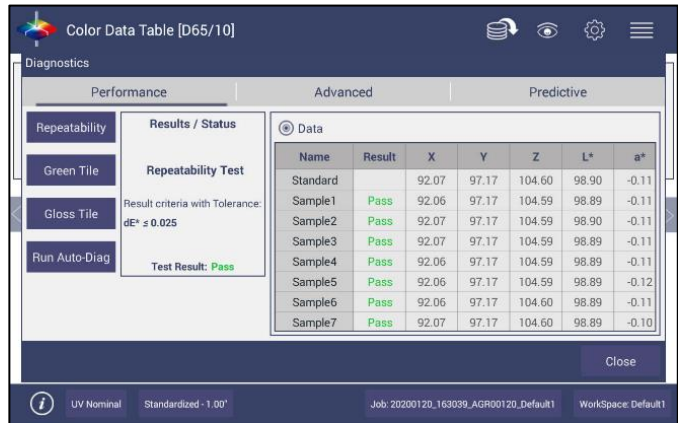 Color Data Table [D65/10]
Diagnostics
Performance Advanced Predictive
Repeatability
Green Tile
Gloss Tile
Run Auto-Diag
Results / Status
Repeatability Test
Result criteria with Tolerance:
dE* ≤ 0.025
Test Result: Pass
Data
Name Result X Y Z L* a*
Standard 92.07 97.17 104.60 98.90 -0.11
Sample1 Pass 92.06 97.17 104.59 98.89 -0.11
Sample2 Pass 92.07 97.17 104.59 98.90 -0.11
Sample3 Pass 92.07 97.17 104.59 98.89 -0.11
Sample4 Pass 92.06 97.17 104.59 98.89 -0.11
Sample5 Pass 92.06 97.17 104.59 98.89 -0.12
Sample6 Pass 92.06 97.17 104.60 98.89 -0.11
Sample7 Pass 92.07 97.17 104.60 98.89 -0.10
Close
i UV Nominal Standardized - 1.00" Job: 20200120_163039_AGR00120_Default1 WorkSpace: Default1